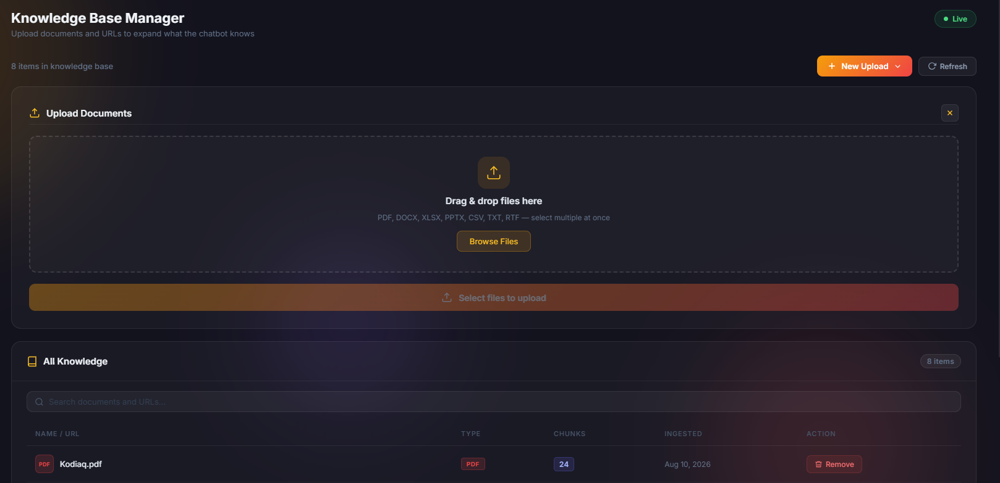 Knowledge Base Manager
Live
Upload documents and URLs to expand what the chatbot knows
8 items in knowledge base
New Upload
Refresh
Upload Documents
Drag & drop files here
PDF, DOCX, XLSX, PPTX, CSV, TXT, RTF — select multiple at once
Browse Files
Select files to upload
All Knowledge
8 items
Search documents and URLs...
NAME / URL TYPE CHUNKS INGESTED ACTION
PDF Kodiaq.pdf PDF 24 Aug 10, 2026 Remove